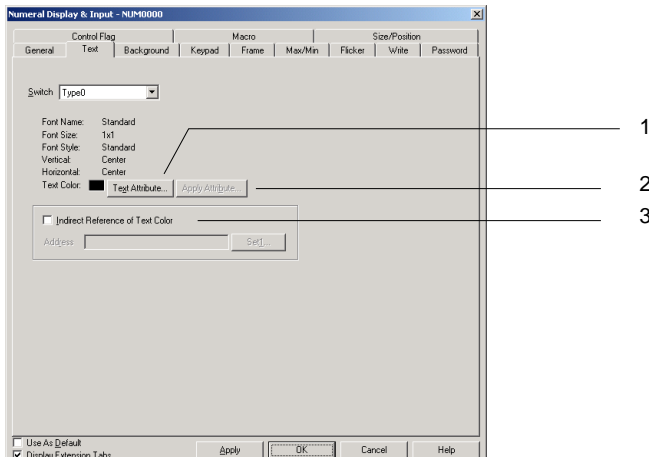 Numeral Display & Input - NUM0000
Control Flag Macro Size/Position
General Text Background Keypad Frame Max/Min Flicker Write Password
Switch Type0
Font Name: Standard
Font Size: 1x1
Font Style: Standard
Vertical: Center
Horizontal: Center
Text Color: Text Attribute... Apply Attribute...
Indirect Reference of Text Color
Address Set1...
1
2
3
Use As Default
Display Extension Tabs
Apply OK Cancel Help